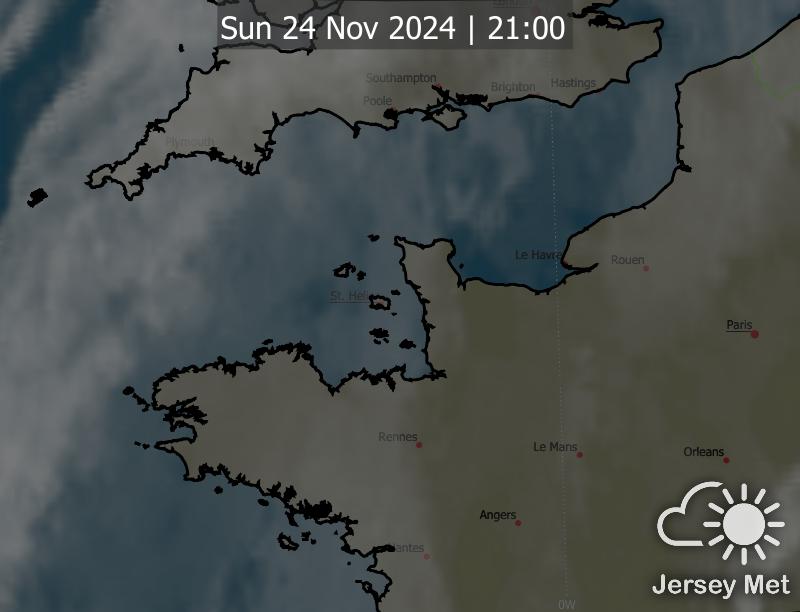 Sun 24 Nov 2024 | 21:00
Southampton
Brighton
Hastings
Poole
Plymouth
Le Havre
Rouen
St. Heli
Paris
Rennes
Le Mans
Orleans
Angers
Nantes
Jersey Met
0W